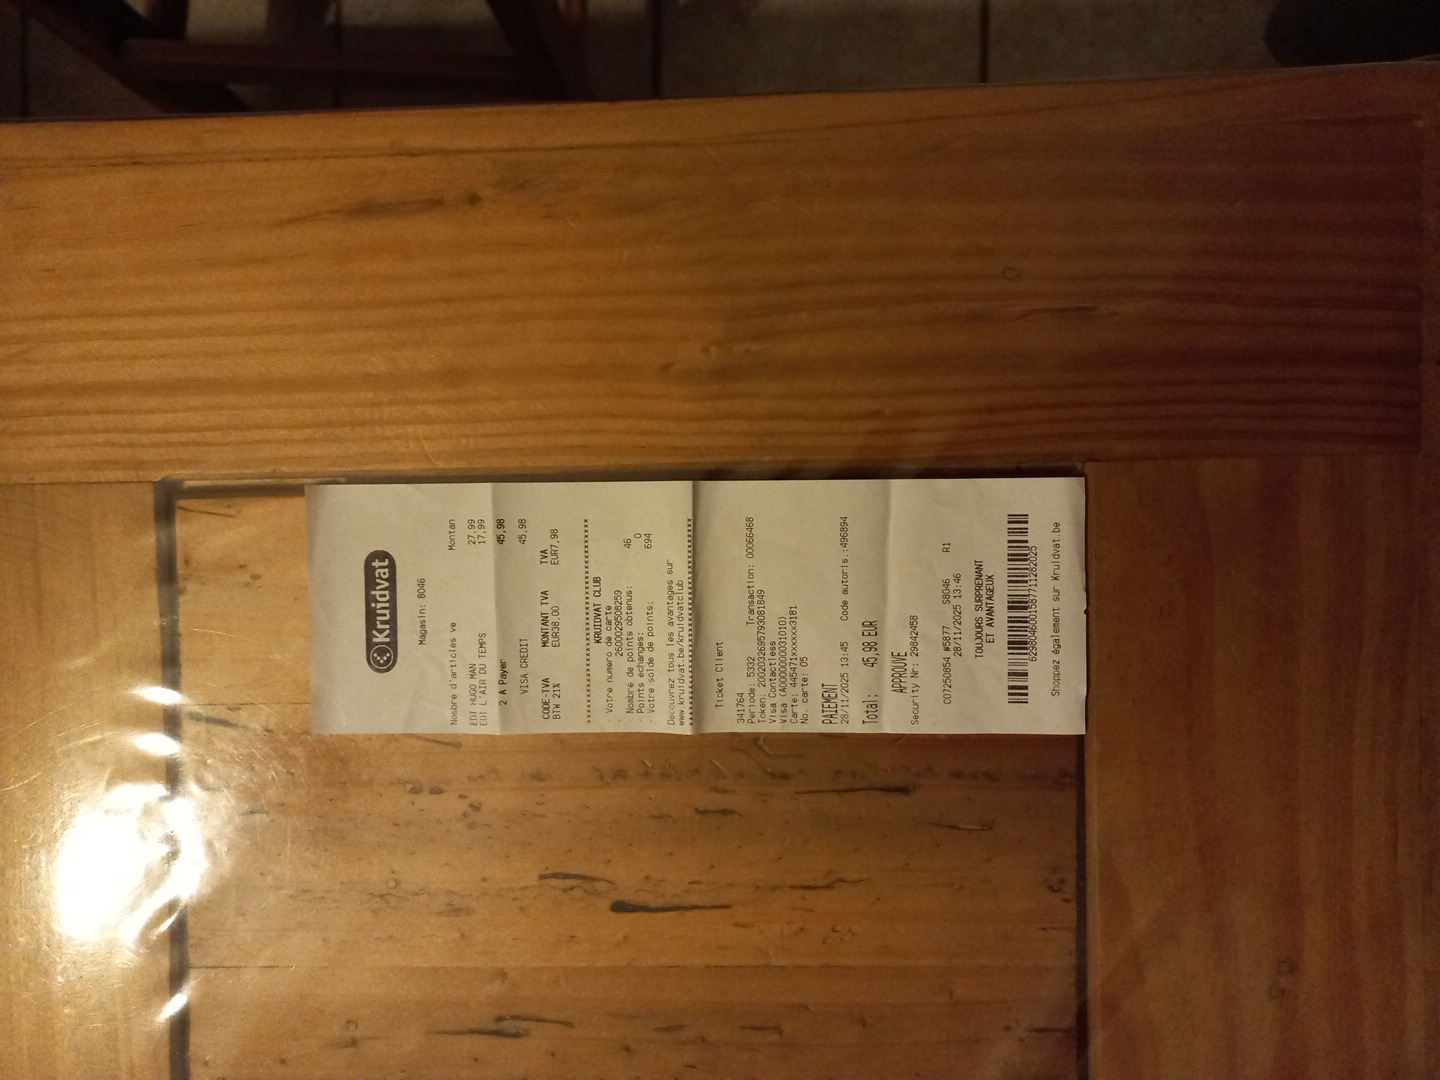 Kruidvat
Magasin: 8046
Nombre d'articles ve Montan
EDT HUGO MAN 27,99
EDT L'AIR DU TEMPS 17,99
2 A Payer 45,98
VISA CREDIT 45,98
CODE-TVA MONTANT TVA TVA
BTW 21% EUR38,00 EUR7,98
xxxxxxxxxxxxxxxxxxxxxxxxxxxxxxxxxxxxxxxx
KRUIDVAT CLUB
- Votre numero de carte
- 2600029508259
- Nombre de points obtenus: 46
- Points echanges: 0
- Votre solde de points: 694
Decouvrez tous les avantages sur
www.kruidvat.be/kruidvatclub
xxxxxxxxxxxxxxxxxxxxxxxxxxxxxxxxxxxxxxxx
Ticket Client
341764
Periode: 5332 Transaction: 00066468
Token: 2002032695793081849
Visa Contactless
Visa (A0000000031010)
Carte: 445471xxxxxx3181
No. carte: 05
PAIEMENT
28/11/2025 13:45 Code autoris.:496894
Total: 45,98 EUR
APPROUVE
Security Nr: 29842458
C07250854 #5877 S8046 R1
28/11/2025 13:46
TOUJOURS SURPRENANT
ET AVANTAGEUX
6298046001587711282025
Shoppez également sur Kruidvat.be